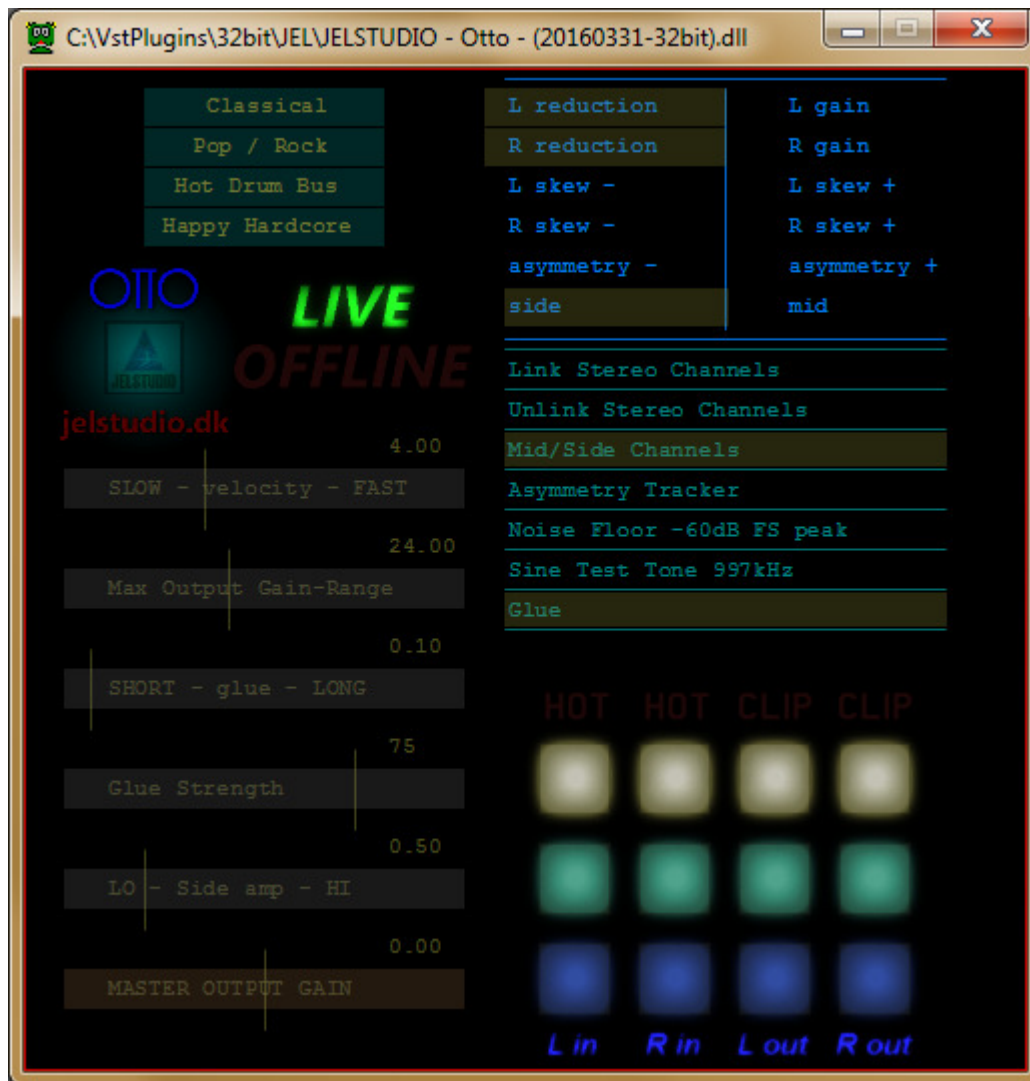 C:\VstPlugins\32bit\JEL\JELSTUDIO - Otto - (20160331-32bit).dll
Classical
Pop / Rock
Hot Drum Bus
Happy Hardcore
L reduction L gain
R reduction R gain
L skew - L skew +
R skew - R skew +
asymmetry - asymmetry +
side mid
OTTO
LIVE
OFFLINE
JELSTUDIO
jelstudio.dk
Link Stereo Channels
Unlink Stereo Channels
Mid/Side Channels
Asymmetry Tracker
Noise Floor -60dB FS peak
Sine Test Tone 997kHz
Glue
4.00
SLOW - velocity - FAST
24.00
Max Output Gain-Range
0.10
SHORT - glue - LONG
75
Glue Strength
0.50
LO - Side amp - HI
0.00
MASTER OUTPUT GAIN
HOT HOT CLIP CLIP
L in R in L out R out